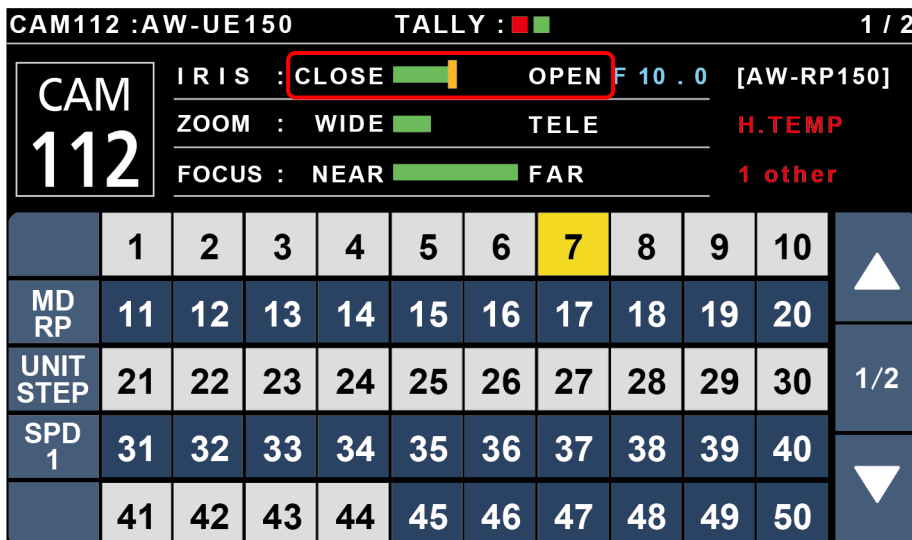 CAM112 :AW-UE150 TALLY : 1 / 2
CAM
112
IRIS : CLOSE OPEN F 10 . 0 [AW-RP150]
ZOOM : WIDE TELE H.TEMP
FOCUS : NEAR FAR 1 other
1 2 3 4 5 6 7 8 9 10
MD
RP
11 12 13 14 15 16 17 18 19 20
UNIT
STEP
21 22 23 24 25 26 27 28 29 30
1/2
SPD
1
31 32 33 34 35 36 37 38 39 40
41 42 43 44 45 46 47 48 49 50